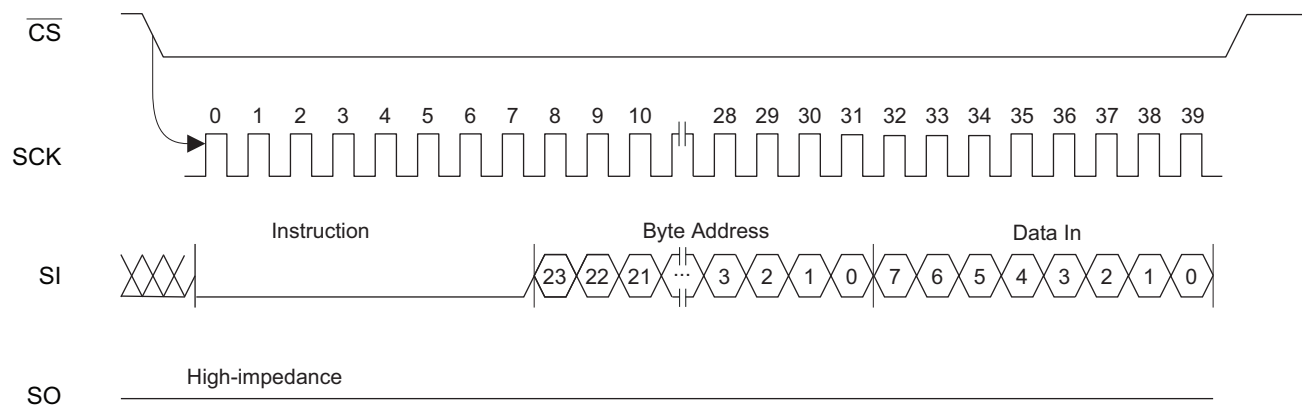 CS
0 1 2 3 4 5 6 7 8 9 10 28 29 30 31 32 33 34 35 36 37 38 39
SCK
Instruction Byte Address Data In
SI 23 22 21 ... 3 2 1 0 7 6 5 4 3 2 1 0
High-impedance
SO